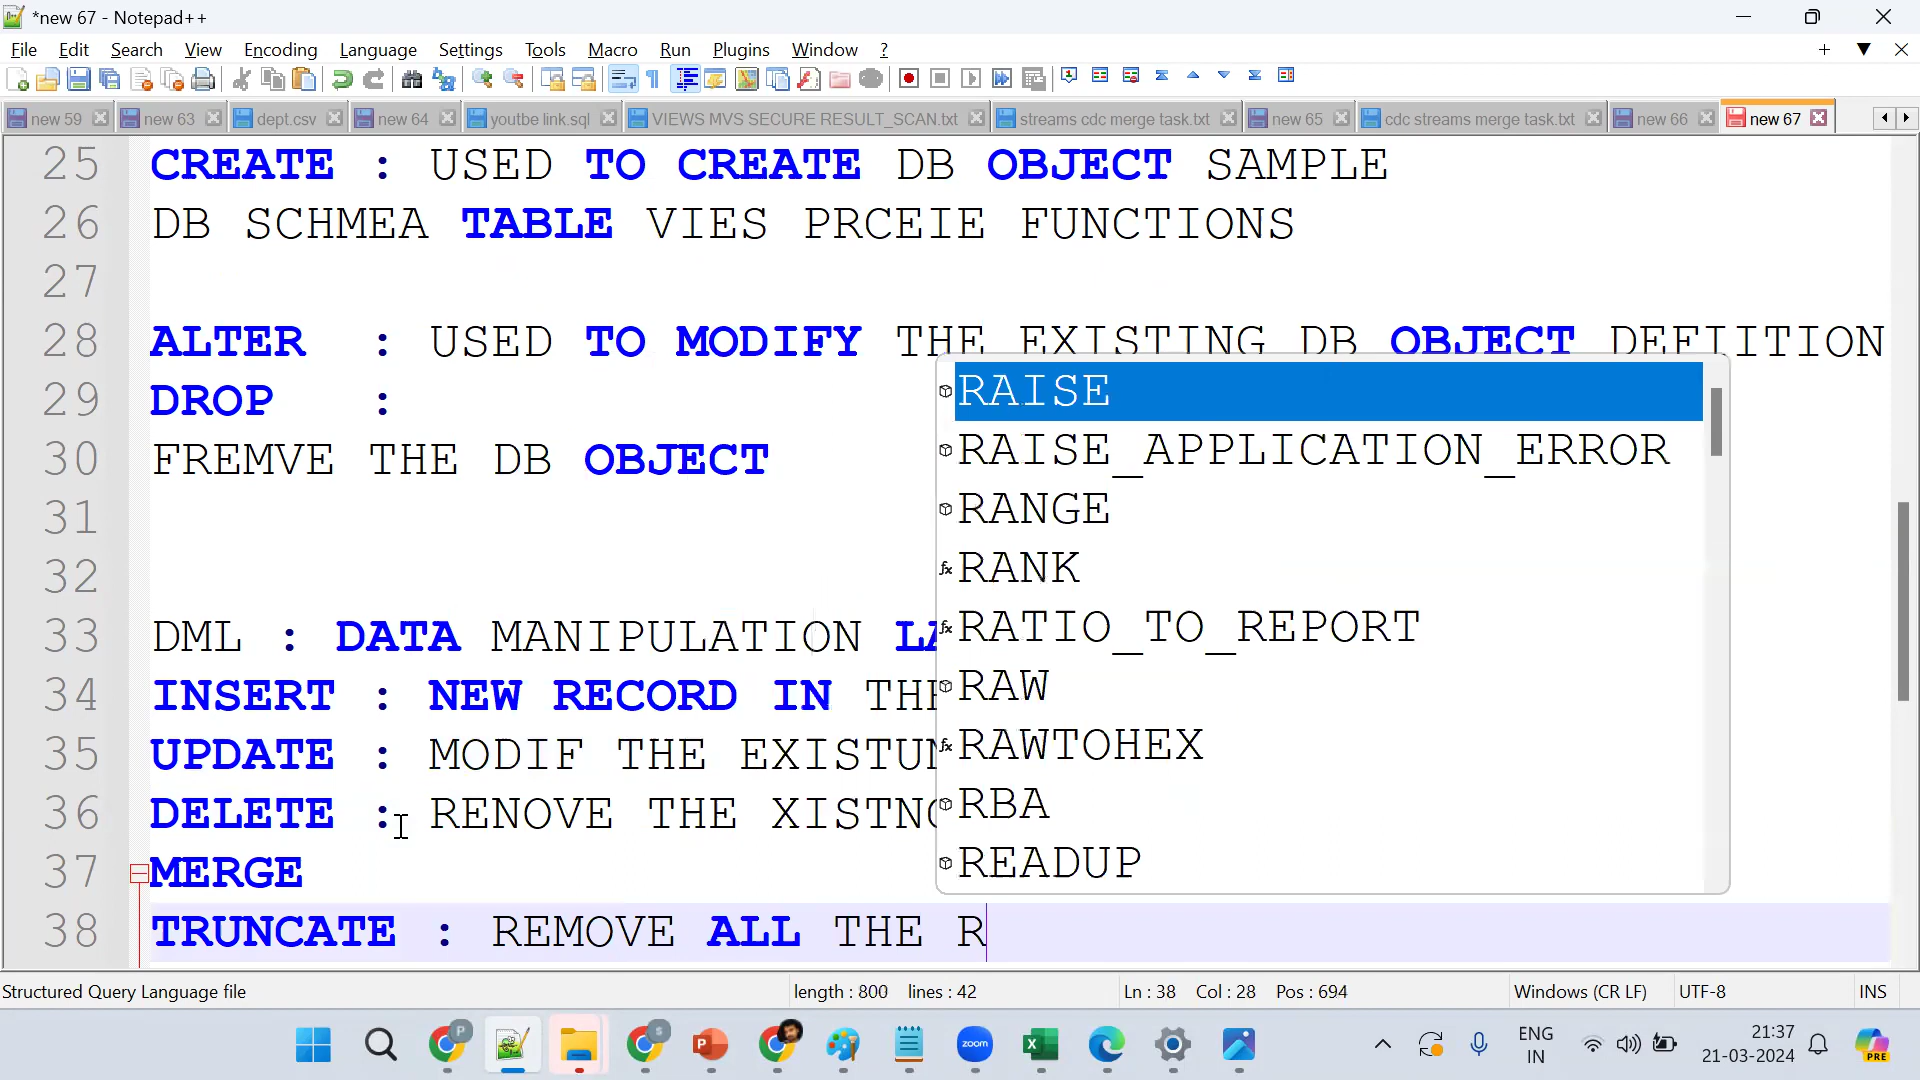 *new 67 - Notepad++
File Edit Search View Encoding Language Settings Tools Macro Run Plugins Window ?
new 59 new 63 dept.csv new 64 youtbe link.sql VIEWS MVS SECURE RESULT_SCAN.txt streams cdc merge task.txt new 65 cdc streams merge task.txt new 66 new 67
25 CREATE : USED TO CREATE DB OBJECT SAMPLE
26 DB SCHMEA TABLE VIES PRCEIE FUNCTIONS
27
28 ALTER : USED TO MODIFY THE EXISTING DB OBJECT DEFIITION
29 DROP :
30 FREMVE THE DB OBJECT
31
32
33 DML : DATA MANIPULATION
34 INSERT : NEW RECORD IN THE
35 UPDATE : MODIF THE EXISTUN
36 DELETE : RENOVE THE XISTNG
37 MERGE
38 TRUNCATE : REMOVE ALL THE R
RAISE
RAISE_APPLICATION_ERROR
RANGE
RANK
RATIO_TO_REPORT
RAW
RAWTOHEX
RBA
READUP
Structured Query Language file length : 800 lines : 42 Ln : 38 Col : 28 Pos : 694 Windows (CR LF) UTF-8 INS
ENG
IN
21:37
21-03-2024
zoom
PRE